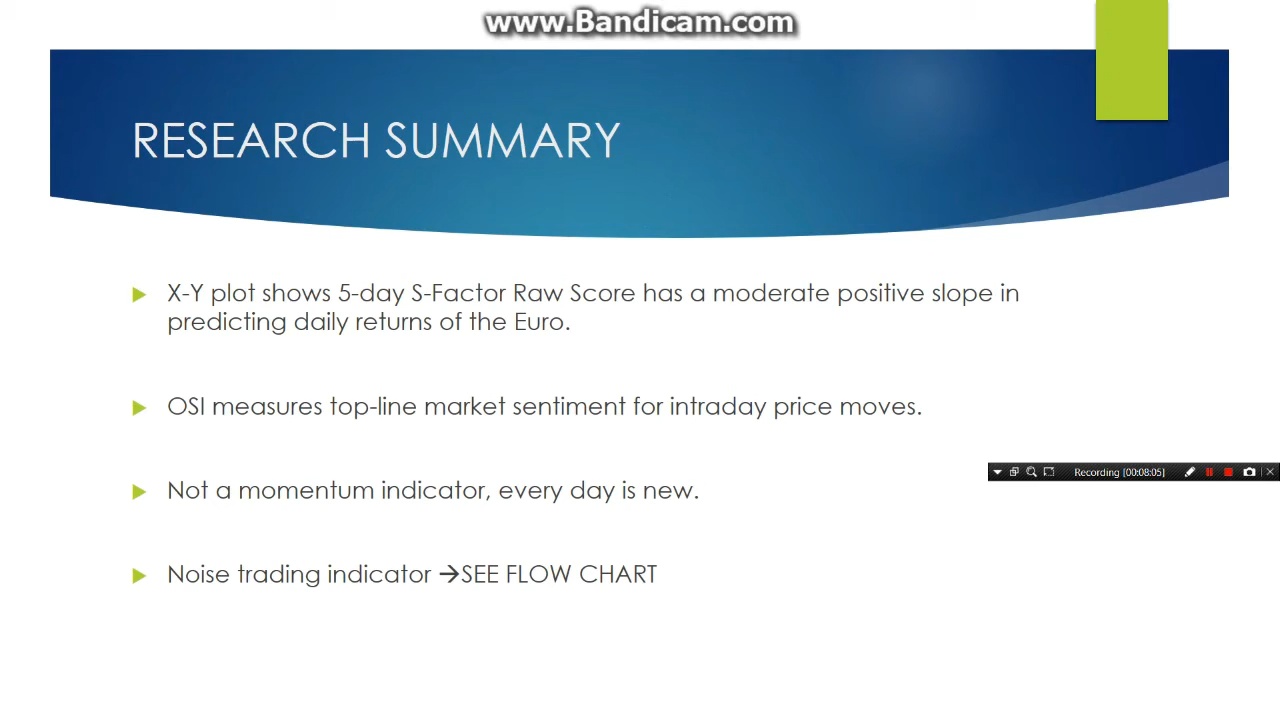 www.Bandicam.com
RESEARCH SUMMARY
X-Y plot shows 5-day S-Factor Raw Score has a moderate positive slope in
predicting daily returns of the Euro.
OSI measures top-line market sentiment for intraday price moves.
Recording [00:08:05]
Not a momentum indicator, every day is new.
Noise trading indicator →SEE FLOW CHART